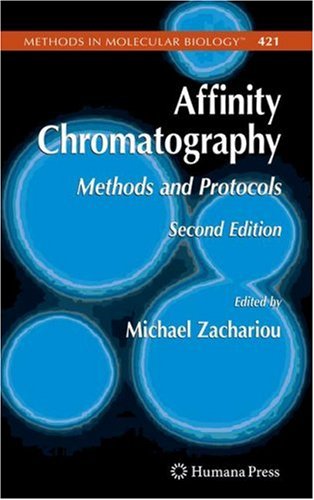 METHODS IN MOLECULAR BIOLOGY™ 421
Affinity
Chromatography
Methods and Protocols
Second Edition
Edited by
Michael Zachariou
Humana Press